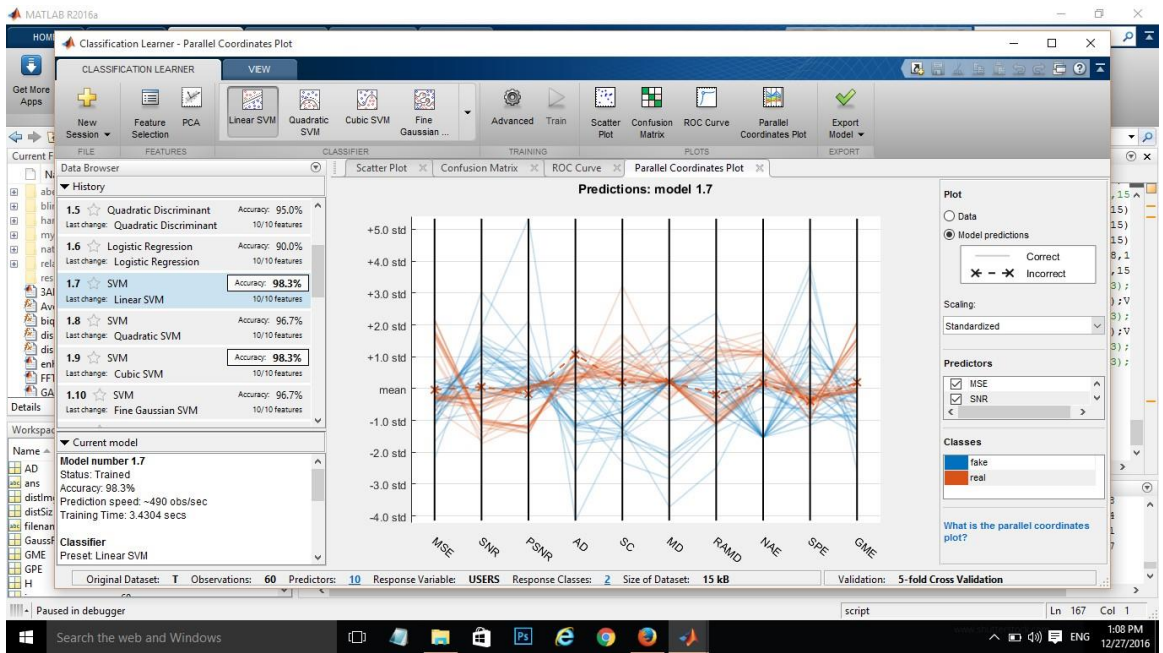 MATLAB R2016a
HOM
Classification Learner - Parallel Coordinates Plot
CLASSIFICATION LEARNER VIEW
Get More Apps
New Session
Feature Selection
PCA
Linear SVM
Quadratic SVM
Cubic SVM
Fine Gaussian ...
Advanced
Train
Scatter Plot
Confusion Matrix
ROC Curve
Parallel Coordinates Plot
Export Model
FILE FEATURES CLASSIFIER TRAINING PLOTS EXPORT
Current F
Data Browser
Scatter Plot Confusion Matrix ROC Curve Parallel Coordinates Plot
History
1.5 Quadratic Discriminant Accuracy: 95.0%
Last change: Quadratic Discriminant 10/10 features
1.6 Logistic Regression Accuracy: 90.0%
Last change: Logistic Regression 10/10 features
1.7 SVM Accuracy: 98.3%
Last change: Linear SVM 10/10 features
1.8 SVM Accuracy: 96.7%
Last change: Quadratic SVM 10/10 features
1.9 SVM Accuracy: 98.3%
Last change: Cubic SVM 10/10 features
1.10 SVM Accuracy: 96.7%
Last change: Fine Gaussian SVM 10/10 features
Current model
Model number 1.7
Status: Trained
Accuracy: 98.3%
Prediction speed: ~490 obs/sec
Training Time: 3.4304 secs
Classifier
Preset: Linear SVM
Predictions: model 1.7
+5.0 std
+4.0 std
+3.0 std
+2.0 std
+1.0 std
mean
-1.0 std
-2.0 std
-3.0 std
-4.0 std
MSE SNR PSNR AD SC MD RAMD NAE SPE GME
Plot
Data
Model predictions
Correct
Incorrect
Scaling:
Standardized
Predictors
MSE
SNR
Classes
fake
real
What is the parallel coordinates plot?
Original Dataset: T Observations: 60 Predictors: 10 Response Variable: USERS Response Classes: 2 Size of Dataset: 15 kB Validation: 5-fold Cross Validation
Details
Workspac
Name
AD
ans
distIm
distSiz
filenan
GaussF
GME
GPE
H
Paused in debugger
script
Ln 167 Col 1
Search the web and Windows
Ps
ENG
1:08 PM
12/27/2016